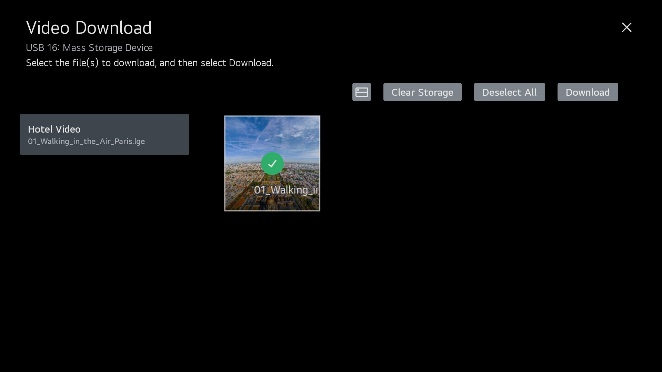 Video Download
USB 16: Mass Storage Device
Select the file(s) to download, and then select Download.
Clear Storage
Deselect All
Download
Hotel Video
01_Walking_in_the_Air_Paris.lge
01_Walking_in